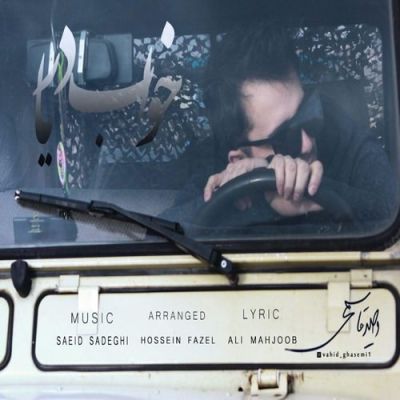 MUSIC ARRANGED LYRIC
SAEID SADEGHI HOSSEIN FAZEL ALI MAHJOOB
وحید قاسمی
vahid_ghasemi1